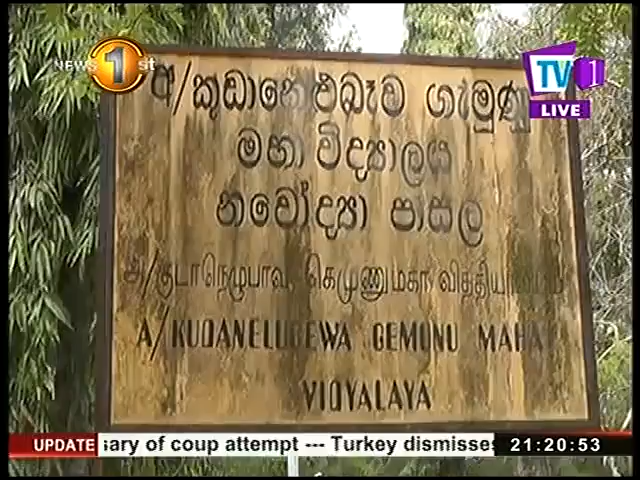 NEWS 1st
TV 1
LIVE
අ/කුඩානෙළුබෑව ගැමුණු
මහා විද්‍යාලය
නවෝද්‍යා පාසල
அ/குடாநெழுபாவ கெமுணுமகா
A/KUDANELUBEWA GEMUNU MAHA
VIDYALAYA
UPDATE ary of coup attempt --- Turkey dismisses 21:20:53